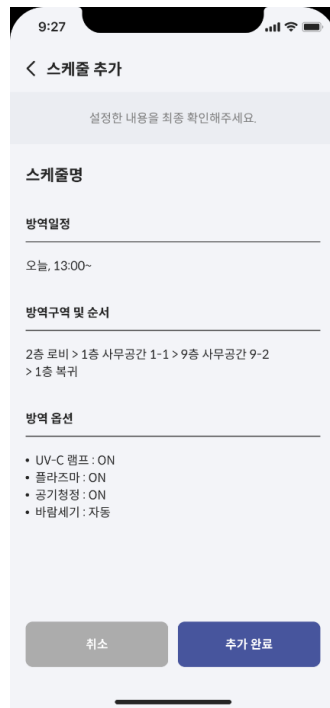 9:27
스케줄 추가
설정한 내용을 최종 확인해주세요.
스케줄명
방역일정
오늘, 13:00~
방역구역 및 순서
2층 로비 > 1층 사무공간 1-1 > 9층 사무공간 9-2
> 1층 복귀
방역 옵션
• UV-C 램프 : ON
• 플라즈마 : ON
• 공기청정 : ON
• 바람세기 : 자동
취소
추가 완료